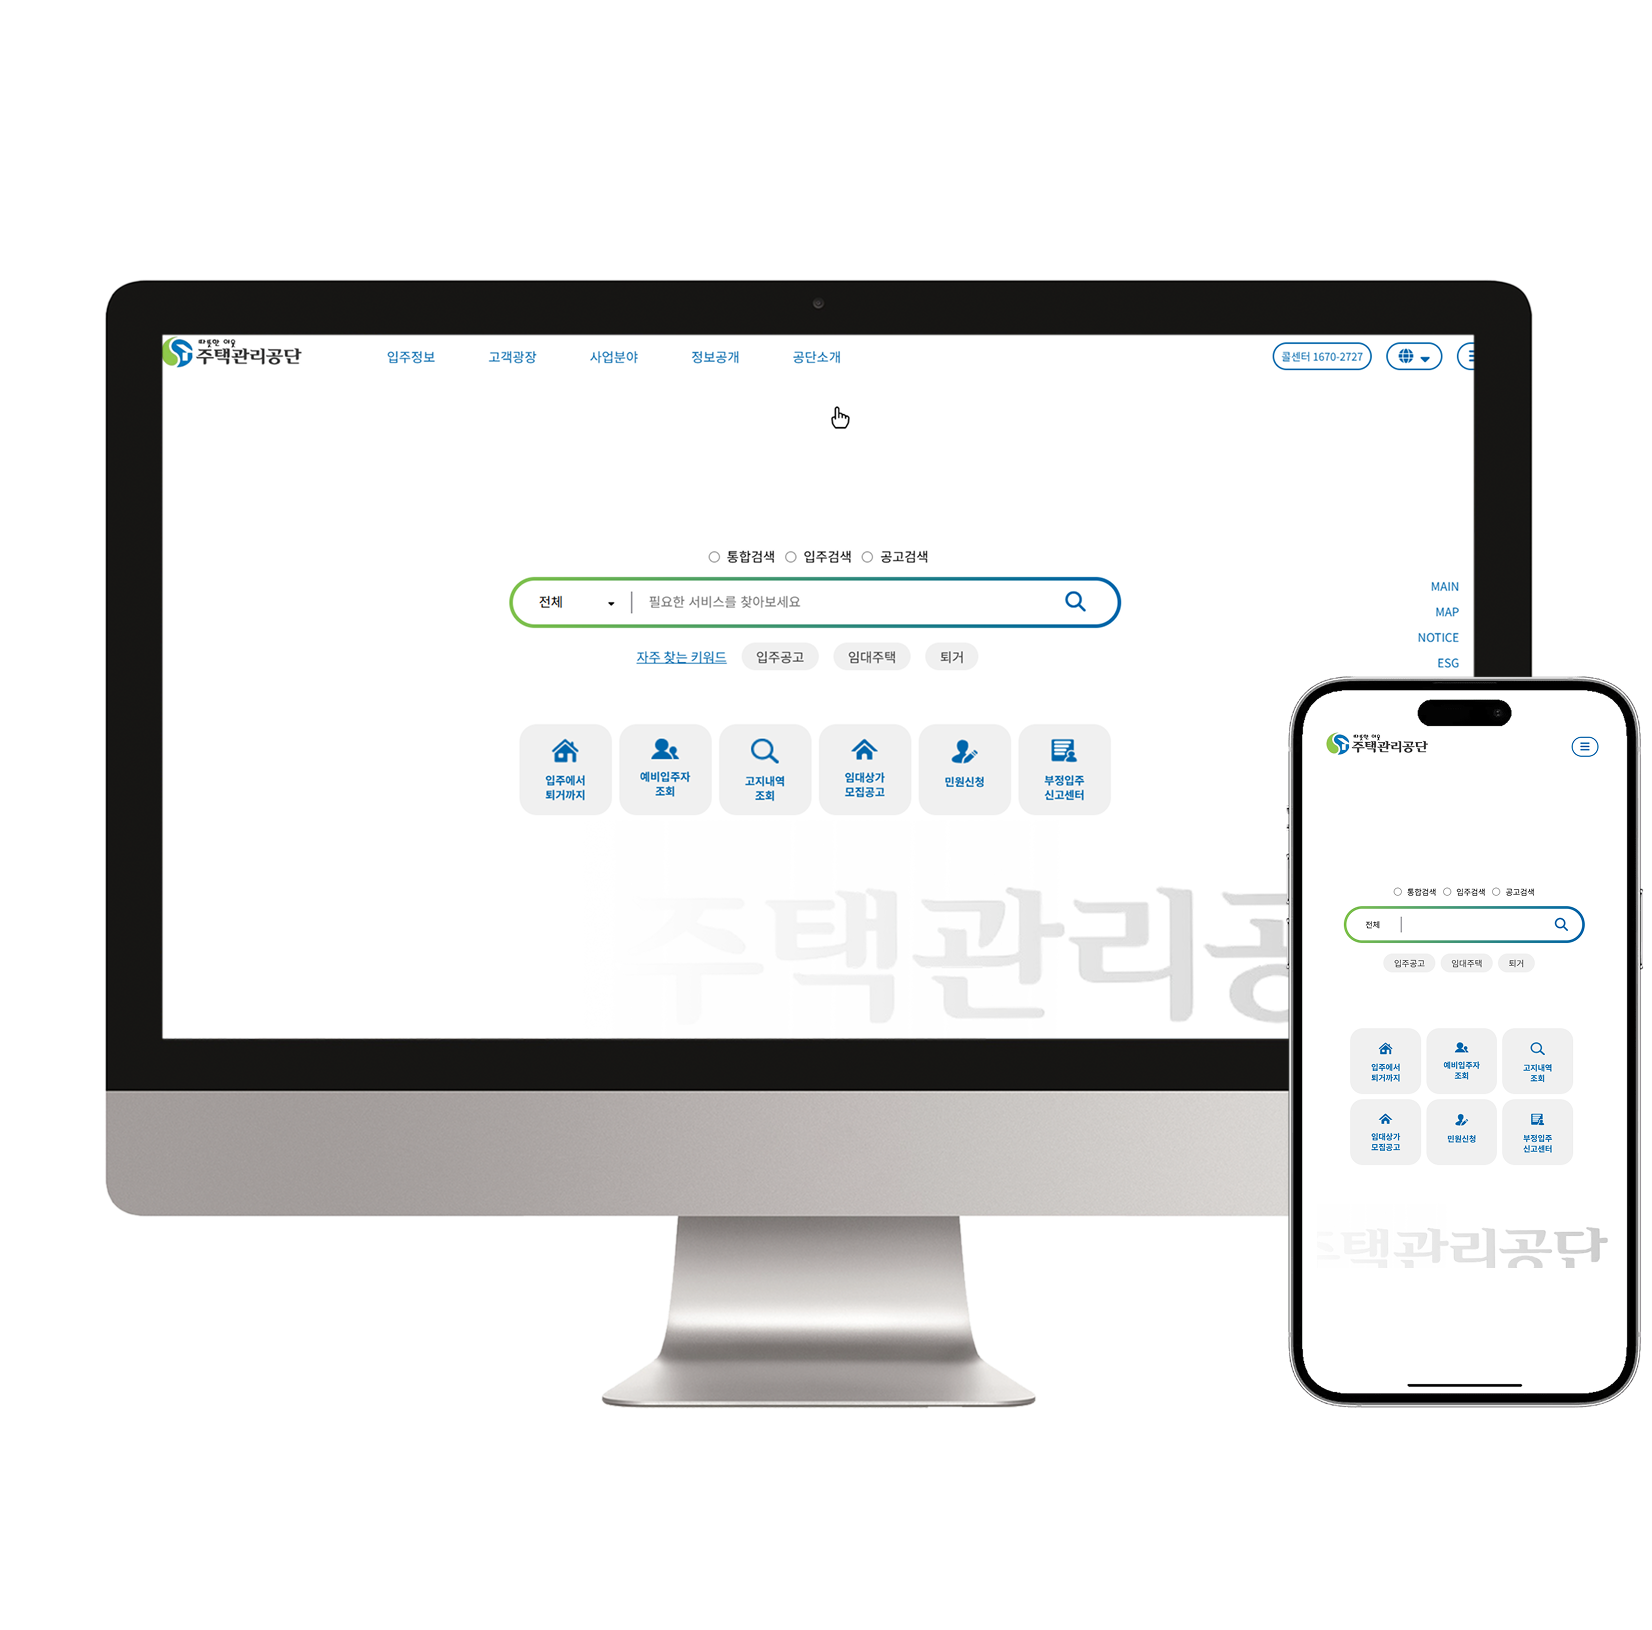 따뜻한 이웃
주택관리공단
입주정보 고객광장 사업분야 정보공개 공단소개
콜센터 1670-2727
통합검색 입주검색 공고검색
전체 필요한 서비스를 찾아보세요
자주 찾는 키워드 입주공고 임대주택 퇴거
MAIN
MAP
NOTICE
ESG
입주에서
퇴거까지
예비입주자
조회
고지내역
조회
임대상가
모집공고
민원신청
부정입주
신고센터
주택관리공
따뜻한 이웃
주택관리공단
통합검색 입주검색 공고검색
전체
입주공고 임대주택 퇴거
입주에서
퇴거까지
예비입주자
조회
고지내역
조회
임대상가
모집공고
민원신청
부정입주
신고센터
주택관리공단